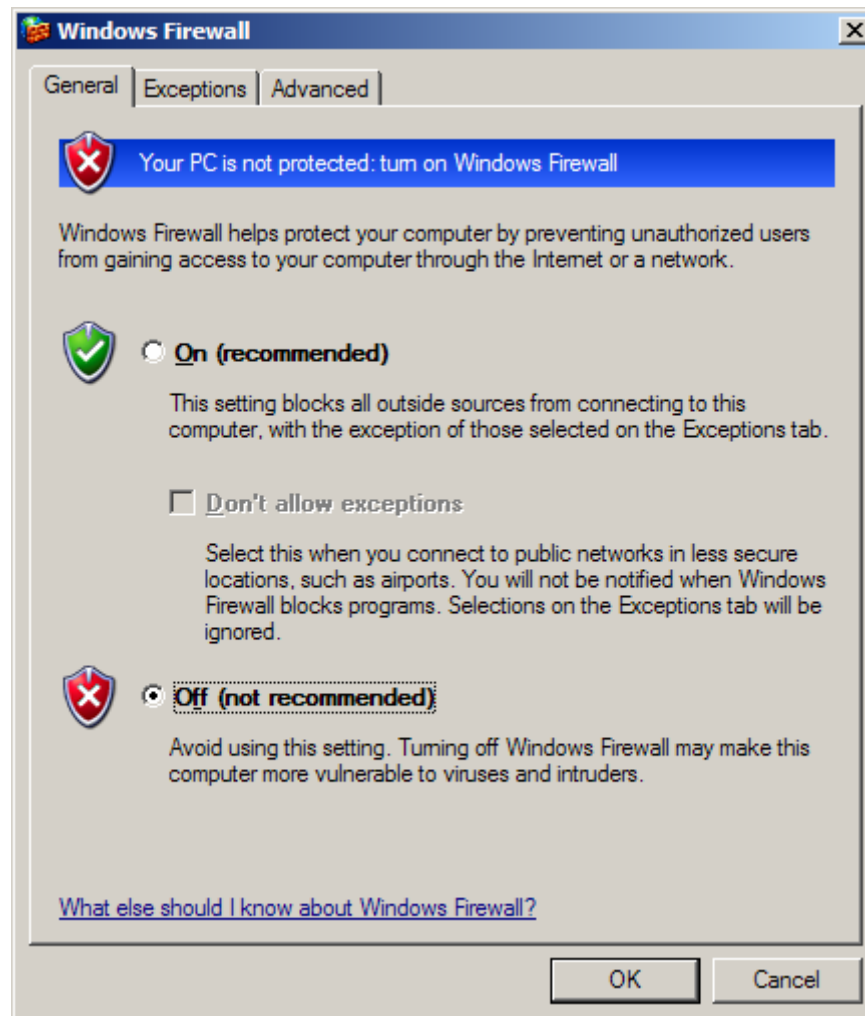 Windows Firewall
General
Exceptions
Advanced
Your PC is not protected: turn on Windows Firewall
Windows Firewall helps protect your computer by preventing unauthorized users
from gaining access to your computer through the Internet or a network.
On (recommended)
This setting blocks all outside sources from connecting to this
computer, with the exception of those selected on the Exceptions tab.
Don't allow exceptions
Select this when you connect to public networks in less secure
locations, such as airports. You will not be notified when Windows
Firewall blocks programs. Selections on the Exceptions tab will be
ignored.
Off (not recommended)
Avoid using this setting. Turning off Windows Firewall may make this
computer more vulnerable to viruses and intruders.
What else should I know about Windows Firewall?
OK
Cancel